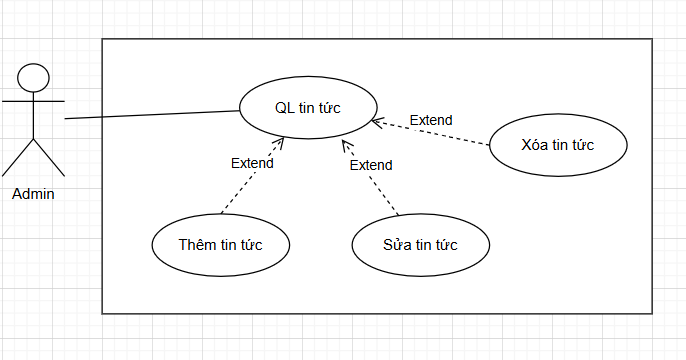 QL tin tức
Extend
Xóa tin tức
Extend
Extend
Admin
Thêm tin tức
Sửa tin tức